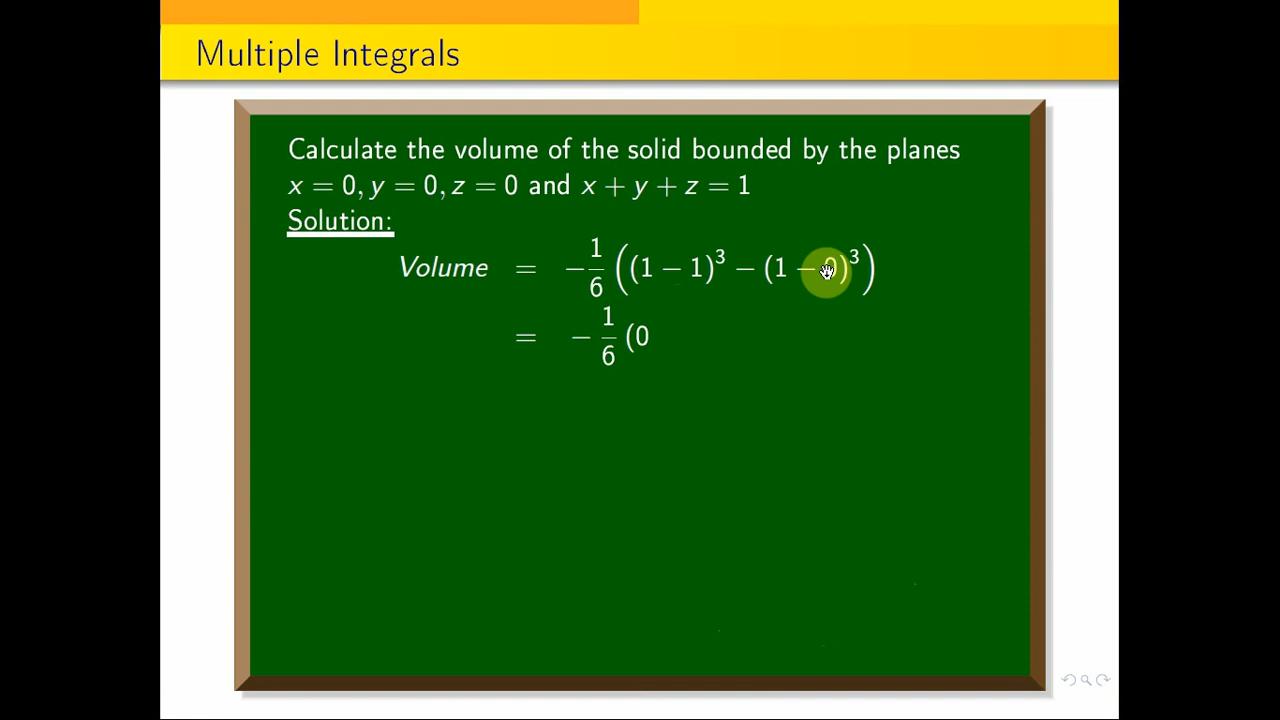 Multiple Integrals
Calculate the volume of the solid bounded by the planes
x = 0, y = 0, z = 0 and x + y + z = 1
Solution:
Volume = −1/6 ((1 − 1)³ − (1 − 0)³)
= −1/6 (0